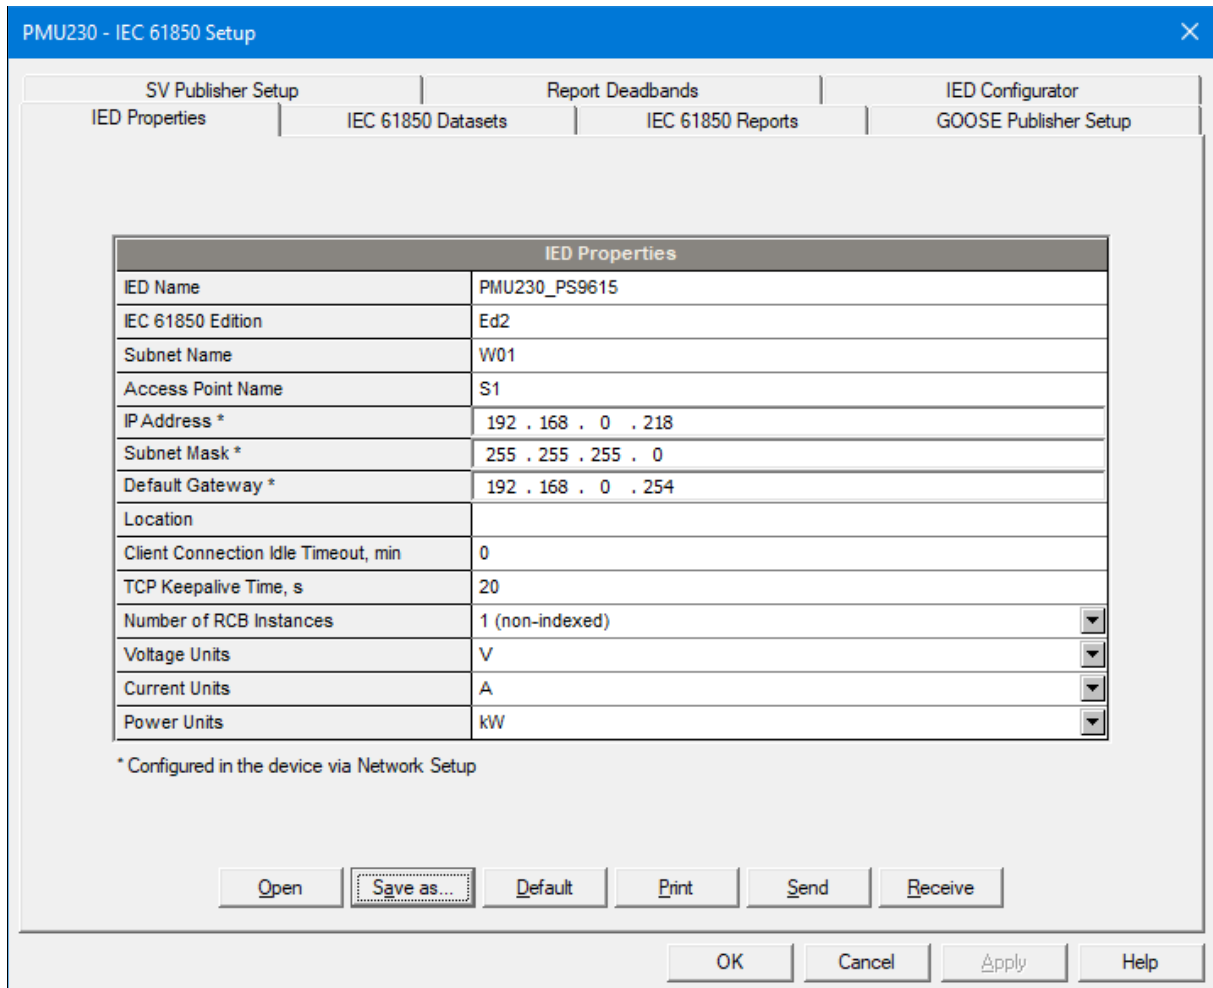 PMU230 - IEC 61850 Setup
SV Publisher Setup Report Deadbands IED Configurator
IED Properties IEC 61850 Datasets IEC 61850 Reports GOOSE Publisher Setup
IED Properties
IED Name PMU230_PS9615
IEC 61850 Edition Ed2
Subnet Name W01
Access Point Name S1
IP Address * 192 . 168 . 0 . 218
Subnet Mask * 255 . 255 . 255 . 0
Default Gateway * 192 . 168 . 0 . 254
Location
Client Connection Idle Timeout, min 0
TCP Keepalive Time, s 20
Number of RCB Instances 1 (non-indexed)
Voltage Units V
Current Units A
Power Units kW
* Configured in the device via Network Setup
Open Save as... Default Print Send Receive
OK Cancel Apply Help